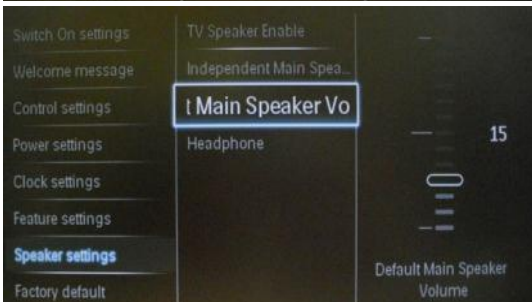 Switch On settings
Welcome message
Control settings
Power settings
Clock settings
Feature settings
Speaker settings
Factory default
TV Speaker Enable
Independent Main Spea...
t Main Speaker Vo
Headphone
15
Default Main Speaker
Volume